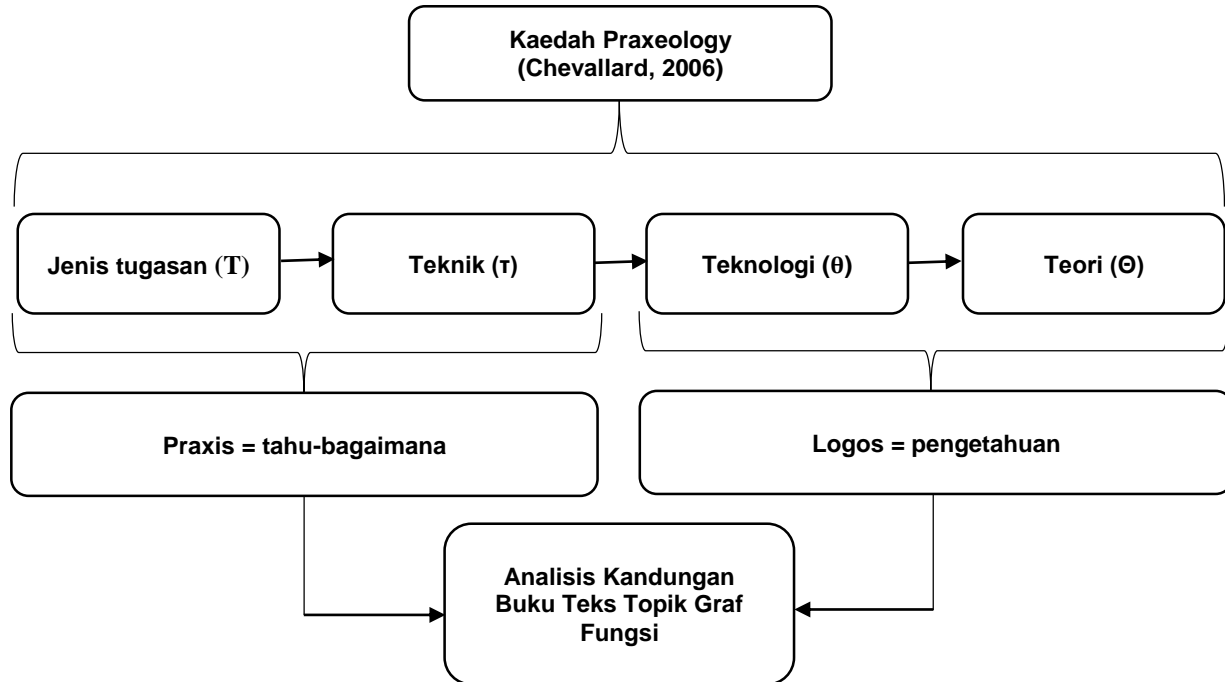 Kaedah Praxeology
(Chevallard, 2006)
Jenis tugasan (T)
Teknik (τ)
Teknologi (θ)
Teori (Θ)
Praxis = tahu-bagaimana
Logos = pengetahuan
Analisis Kandungan
Buku Teks Topik Graf
Fungsi